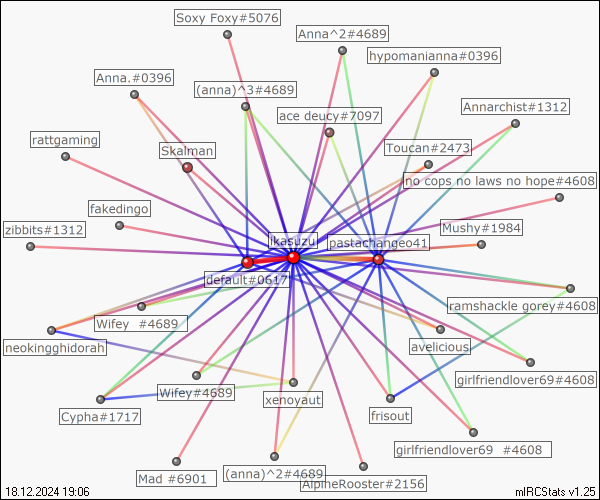 Soxy Foxy#5076
Anna^2#4689
hypomanianna#0396
Anna.#0396
(anna)^3#4689
Annarchist#1312
ace deucy#7097
rattgaming
Skalman
Toucan#2473
no cops no laws no hope#4608
fakedingo
zibbits#1312
Mushy#1984
ikasuzu
pastachangeo41
default#0617
ramshackle gorey#4608
Wifey  #4689
neokingghidorah
avelicious
girlfriendlover69#4608
Wifey#4689
xenoyaut
Cypha#1717
frisout
girlfriendlover69  #4608
Mad  #6901
(anna)^2#4689
AlpineRooster#2156
18.12.2024 19:06
mIRCStats v1.25